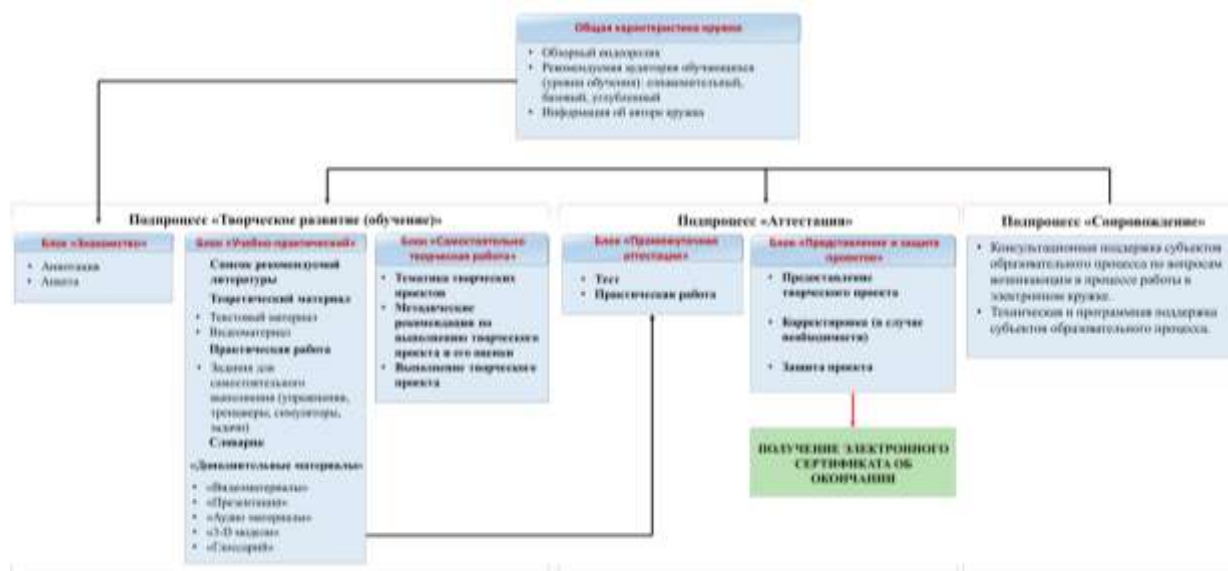 Общая характеристика кружка
• Обзорный видеоролик
• Рекомендуемая аудитория обучающихся
(уровни обучения): ознакомительный,
базовый, углубленный
• Информация об авторе кружка
Подпроцесс «Творческое развитие (обучение)»
Блок «Знакомство»
• Аннотация
• Анкета
Блок «Учебно-практический»
Список рекомендуемой
литературы
Теоретический материал
• Текстовый материал
• Видеоматериал
Практическая работа
• Задания для
самостоятельного
выполнения (упражнения,
тренажеры, симуляторы,
задачи)
Словарик
«Дополнительные материалы»
• «Видеоматериалы»
• «Презентации»
• «Аудио материалы»
• «3-D модели»
• «Глоссарий»
Блок «Самостоятельно
творческая работа»
• Тематика творческих
проектов
• Методические
рекомендации по
выполнению творческого
проекта и его оценки
• Выполнение творческого
проекта
Подпроцесс «Аттестация»
Блок «Промежуточная
аттестация»
• Тест
• Практическая работа
Блок «Представление и защита
проектов»
• Предоставление
творческого проекта
• Корректировка (в случае
необходимости)
• Защита проекта
ПОЛУЧЕНИЕ ЭЛЕКТРОННОГО
СЕРТИФИКАТА ОБ
ОКОНЧАНИИ
Подпроцесс «Сопровождение»
• Консультационная поддержка субъектов
образовательного процесса по вопросам
возникающим в процессе работы в
электронном кружке.
• Техническая и программная поддержка
субъектов образовательного процесса.